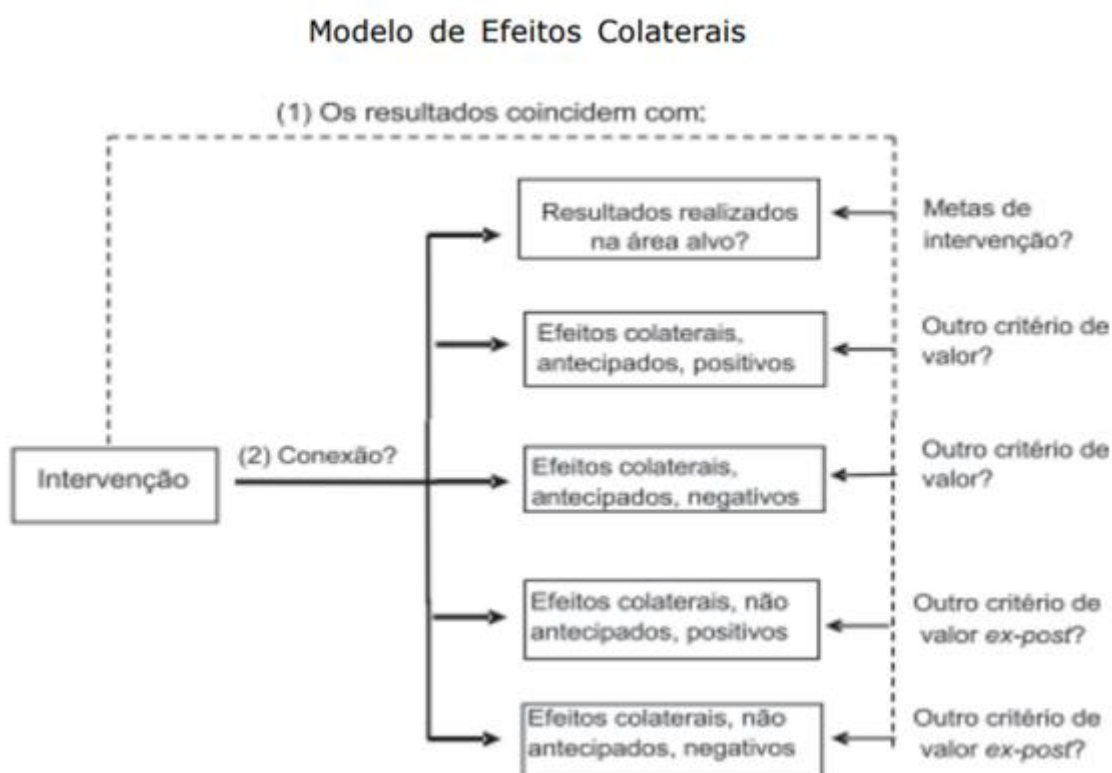 Modelo de Efeitos Colaterais
(1) Os resultados coincidem com:
Resultados realizados
na área alvo?
Metas de
intervenção?
Efeitos colaterais,
antecipados, positivos
Outro critério de
valor?
Intervenção
(2) Conexão?
Efeitos colaterais,
antecipados, negativos
Outro critério de
valor?
Efeitos colaterais, não
antecipados, positivos
Outro critério de
valor ex-post?
Efeitos colaterais, não
antecipados, negativos
Outro critério de
valor ex-post?